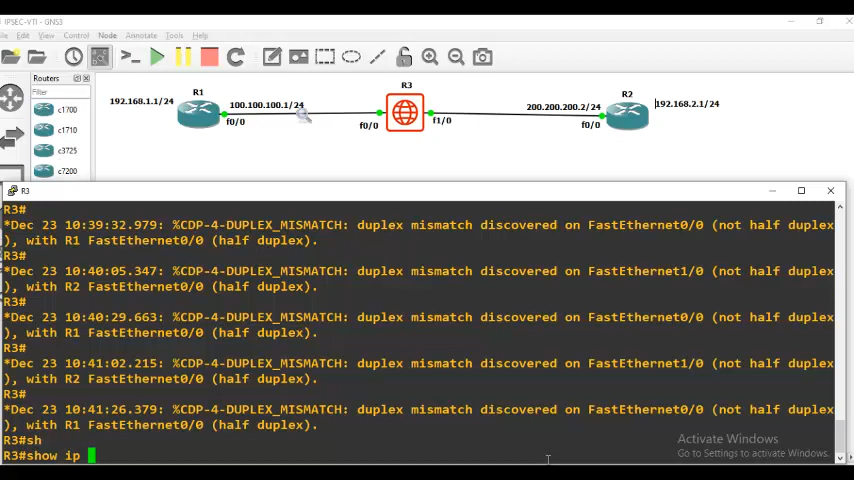 IPSEC-VTI - GNS3
File Edit View Control Node Annotate Tools Help
Routers
Filter
c1700
c1710
c3725
c7200
R3
R1
R2
192.168.1.1/24
100.100.100.1/24
200.200.200.2/24
192.168.2.1/24
f0/0
f0/0
f1/0
f0/0
R3
R3#
*Dec 23 10:39:32.979: %CDP-4-DUPLEX_MISMATCH: duplex mismatch discovered on FastEthernet0/0 (not half duplex
), with R1 FastEthernet0/0 (half duplex).
R3#
*Dec 23 10:40:05.347: %CDP-4-DUPLEX_MISMATCH: duplex mismatch discovered on FastEthernet1/0 (not half duplex
), with R2 FastEthernet0/0 (half duplex).
R3#
*Dec 23 10:40:29.663: %CDP-4-DUPLEX_MISMATCH: duplex mismatch discovered on FastEthernet0/0 (not half duplex
), with R1 FastEthernet0/0 (half duplex).
R3#
*Dec 23 10:41:02.215: %CDP-4-DUPLEX_MISMATCH: duplex mismatch discovered on FastEthernet1/0 (not half duplex
), with R2 FastEthernet0/0 (half duplex).
R3#
*Dec 23 10:41:26.379: %CDP-4-DUPLEX_MISMATCH: duplex mismatch discovered on FastEthernet0/0 (not half duplex
), with R1 FastEthernet0/0 (half duplex).
R3#sh
R3#show ip
Activate Windows
Go to Settings to activate Windows.